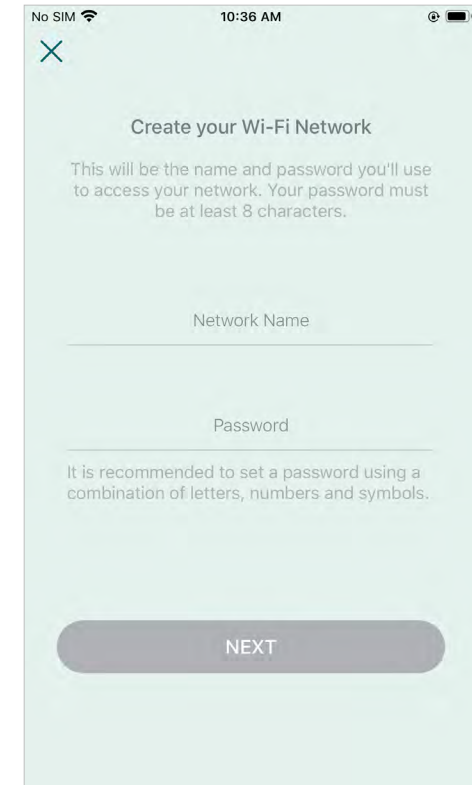 No SIM 10:36 AM
Create your Wi-Fi Network
This will be the name and password you'll use
to access your network. Your password must
be at least 8 characters.
Network Name
Password
It is recommended to set a password using a
combination of letters, numbers and symbols.
NEXT